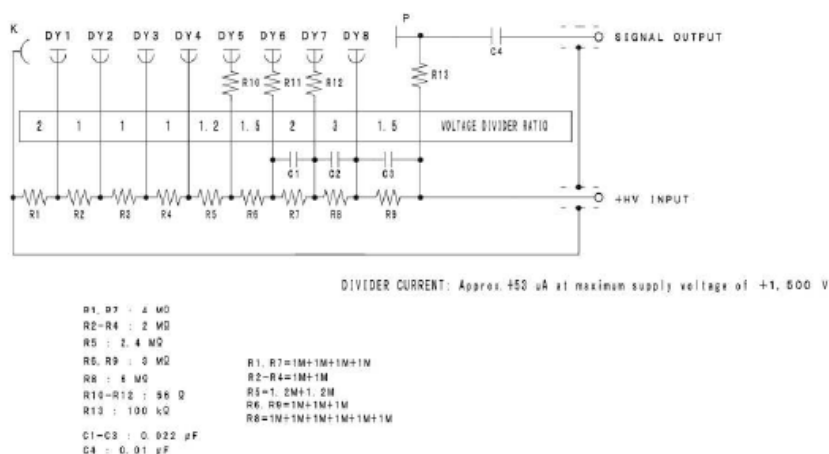 K DY1 DY2 DY3 DY4 DY5 DY6 DY7 DY8 P
C4 SIGNAL OUTPUT
R10 R11 R12 R13
2 1 1 1 1.2 1.5 2 3 1.5 VOLTAGE DIVIDER RATIO
C1 C2 C3
+HV INPUT
R1 R2 R3 R4 R5 R6 R7 R8 R9
DIVIDER CURRENT: Approx. +53 uA at maximum supply voltage of +1,500 V
R1, R7 : 4 MΩ
R2-R4 : 2 MΩ
R5 : 2.4 MΩ
R6, R9 : 3 MΩ
R8 : 6 MΩ
R10-R12 : 56 Ω
R13 : 100 kΩ
C1-C3 : 0.022 µF
C4 : 0.01 µF
R1, R7=1M+1M+1M+1M
R2-R4=1M+1M
R5=1.2M+1.2M
R6, R9=1M+1M+1M
R8=1M+1M+1M+1M+1M+1M